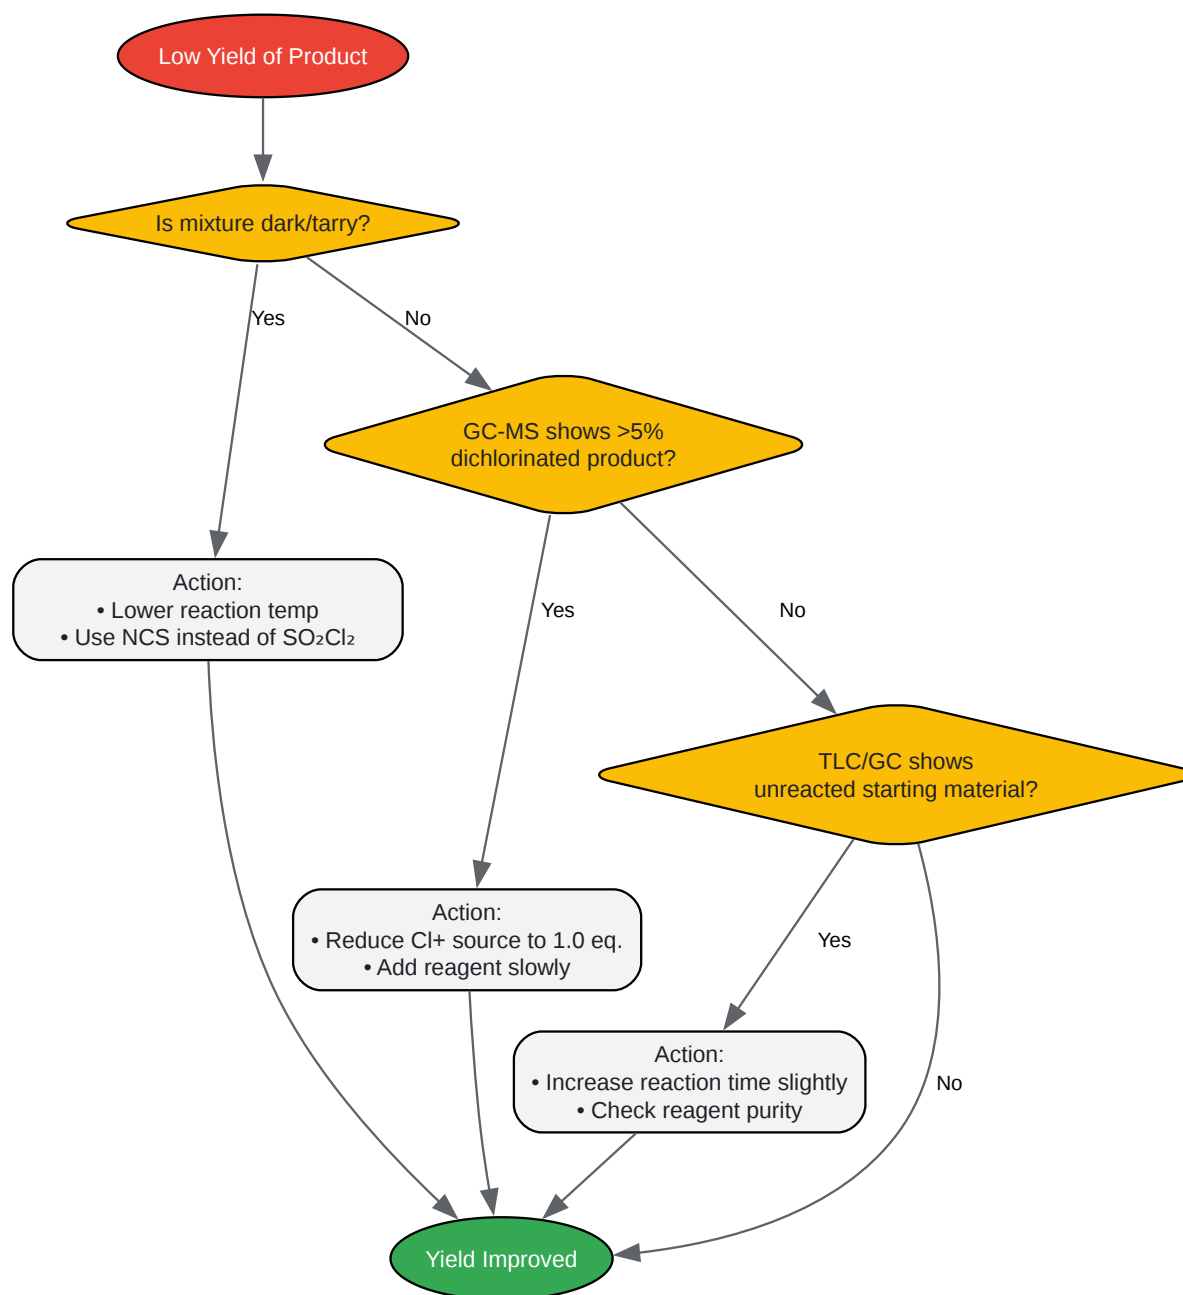 Low Yield of Product
Is mixture dark/tarry?
Yes
No
GC-MS shows >5%
dichlorinated product?
Action:
• Lower reaction temp
• Use NCS instead of SO₂Cl₂
Yes
No
TLC/GC shows
unreacted starting material?
Action:
• Reduce Cl+ source to 1.0 eq.
• Add reagent slowly
Yes
Action:
• Increase reaction time slightly
• Check reagent purity
No
Yield Improved